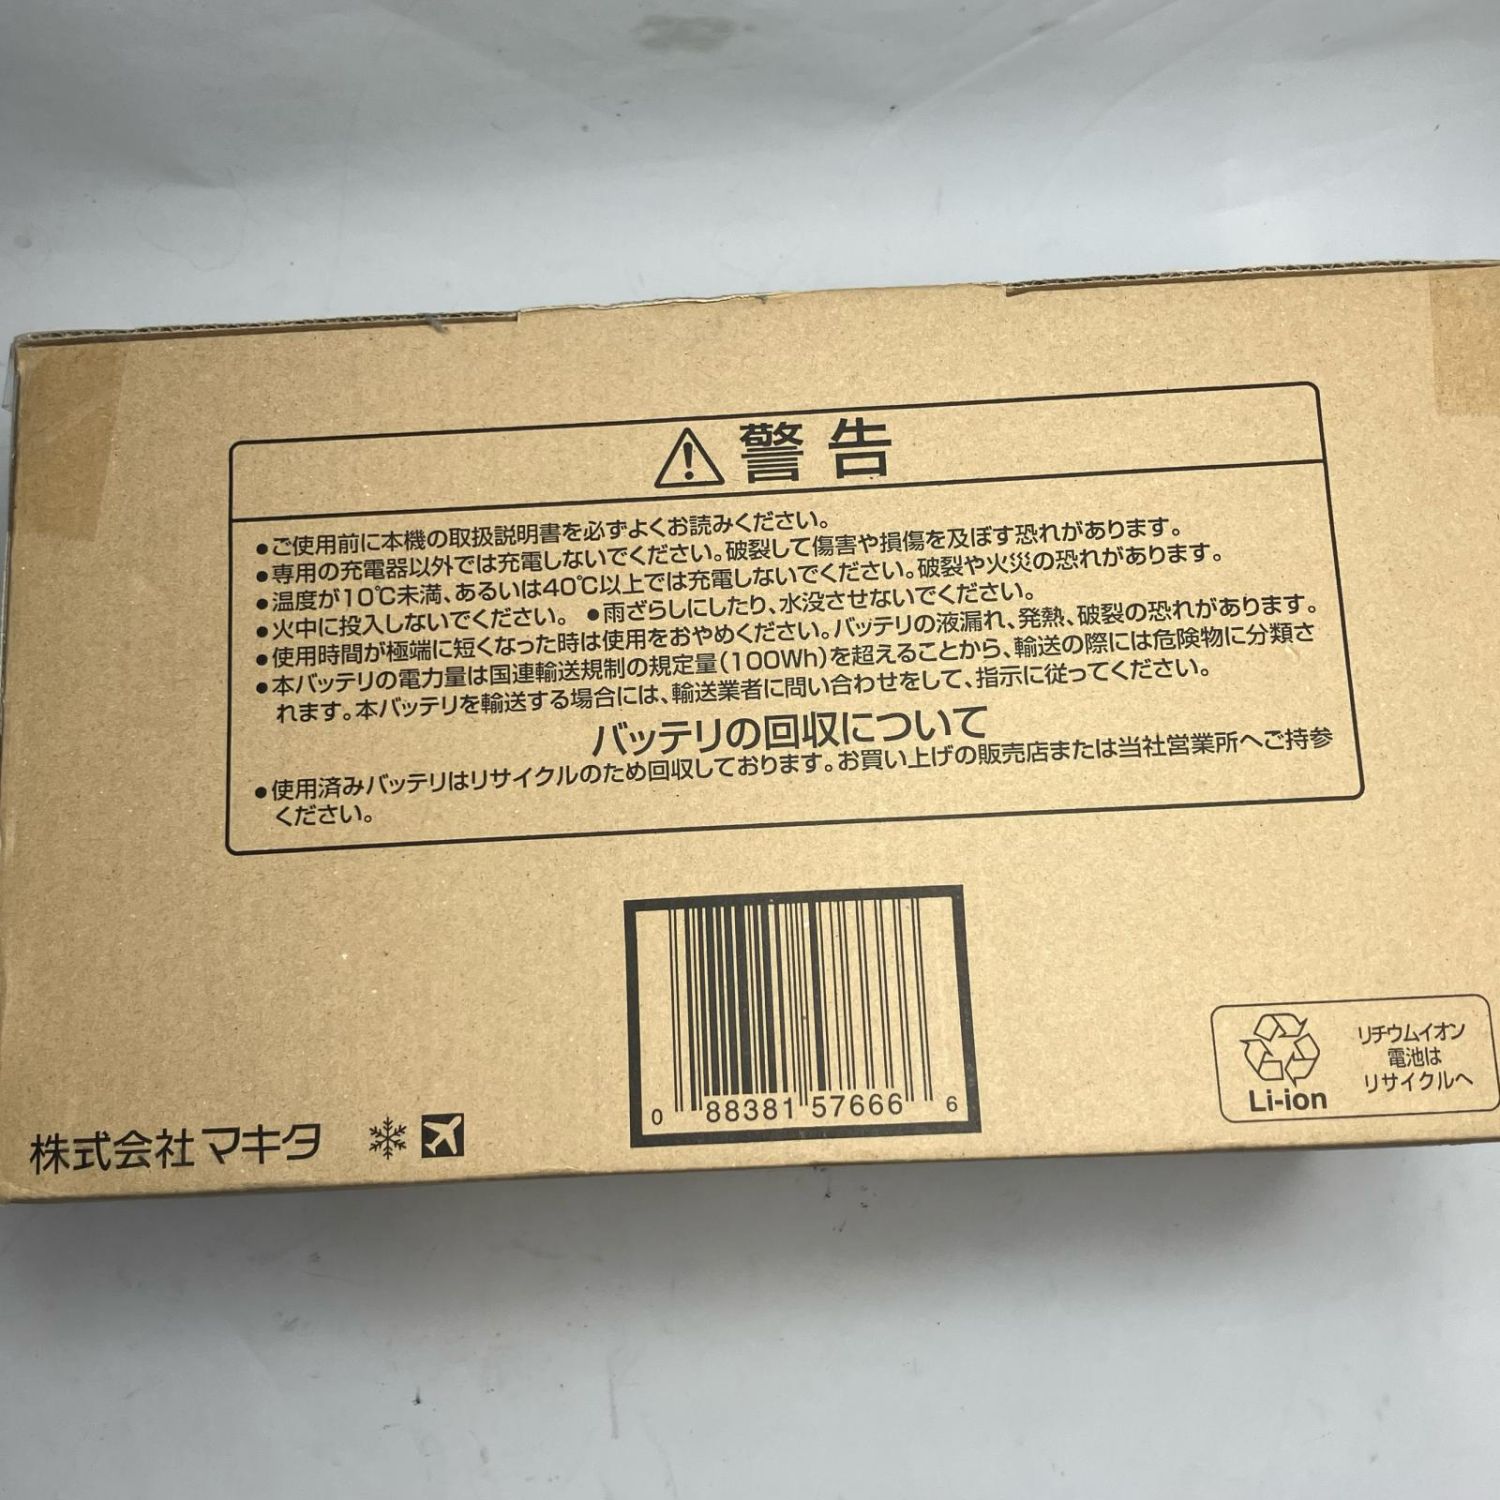 警告
●ご使用前に本機の取扱説明書を必ずよくお読みください。
●専用の充電器以外では充電しないでください。破裂して傷害や損傷を及ぼす恐れがあります。
●温度が10℃未満、あるいは40℃以上では充電しないでください。破裂や火災の恐れがあります。
●火中に投入しないでください。 ●雨ざらしにしたり、水没させないでください。
●使用時間が極端に短くなった時は使用をおやめください。バッテリの液漏れ、発熱、破裂の恐れがあります。
●本バッテリの電力量は国連輸送規制の規定量(100Wh)を超えることから、輸送の際には危険物に分類さ
れます。本バッテリを輸送する場合には、輸送業者に問い合わせをして、指示に従ってください。
バッテリの回収について
●使用済みバッテリはリサイクルのため回収しております。お買い上げの販売店または当社営業所へご持参
ください。
0 88381 57666 6
リチウムイオン
電池は
リサイクルへ
Li-ion
株式会社マキタ